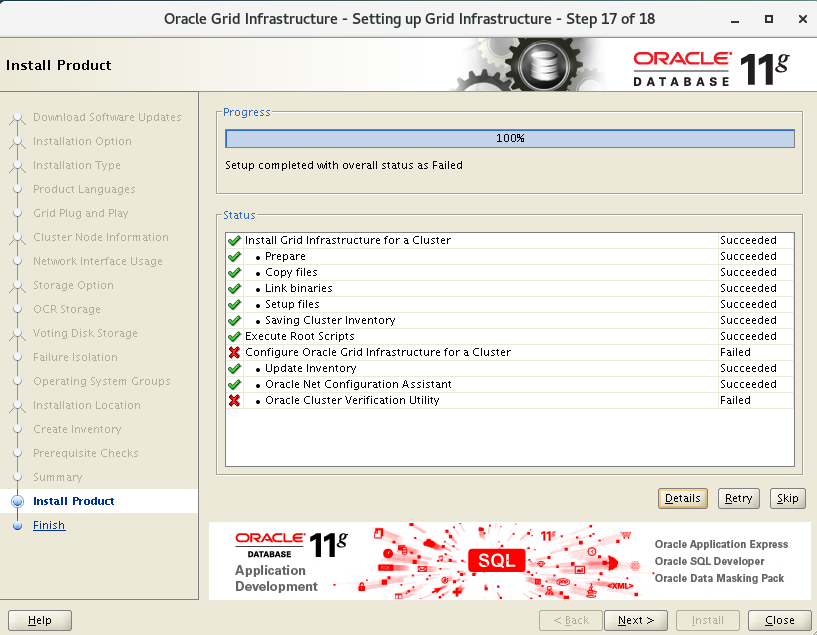 Oracle Grid Infrastructure - Setting up Grid Infrastructure - Step 17 of 18
Install Product
ORACLE
DATABASE 11g
Download Software Updates
Installation Option
Installation Type
Product Languages
Grid Plug and Play
Cluster Node Information
Network Interface Usage
Storage Option
OCR Storage
Voting Disk Storage
Failure Isolation
Operating System Groups
Installation Location
Create Inventory
Prerequisite Checks
Summary
Install Product
Finish
Progress
100%
Setup completed with overall status as Failed
Status
Install Grid Infrastructure for a Cluster Succeeded
• Prepare Succeeded
• Copy files Succeeded
• Link binaries Succeeded
• Setup files Succeeded
• Saving Cluster Inventory Succeeded
Execute Root Scripts Succeeded
Configure Oracle Grid Infrastructure for a Cluster Failed
• Update Inventory Succeeded
• Oracle Net Configuration Assistant Succeeded
• Oracle Cluster Verification Utility Failed
Details Retry Skip
ORACLE
DATABASE 11g
Application
Development
11g
SQL
<XML>
Oracle Application Express
Oracle SQL Developer
Oracle Data Masking Pack
Help < Back Next > Install Close